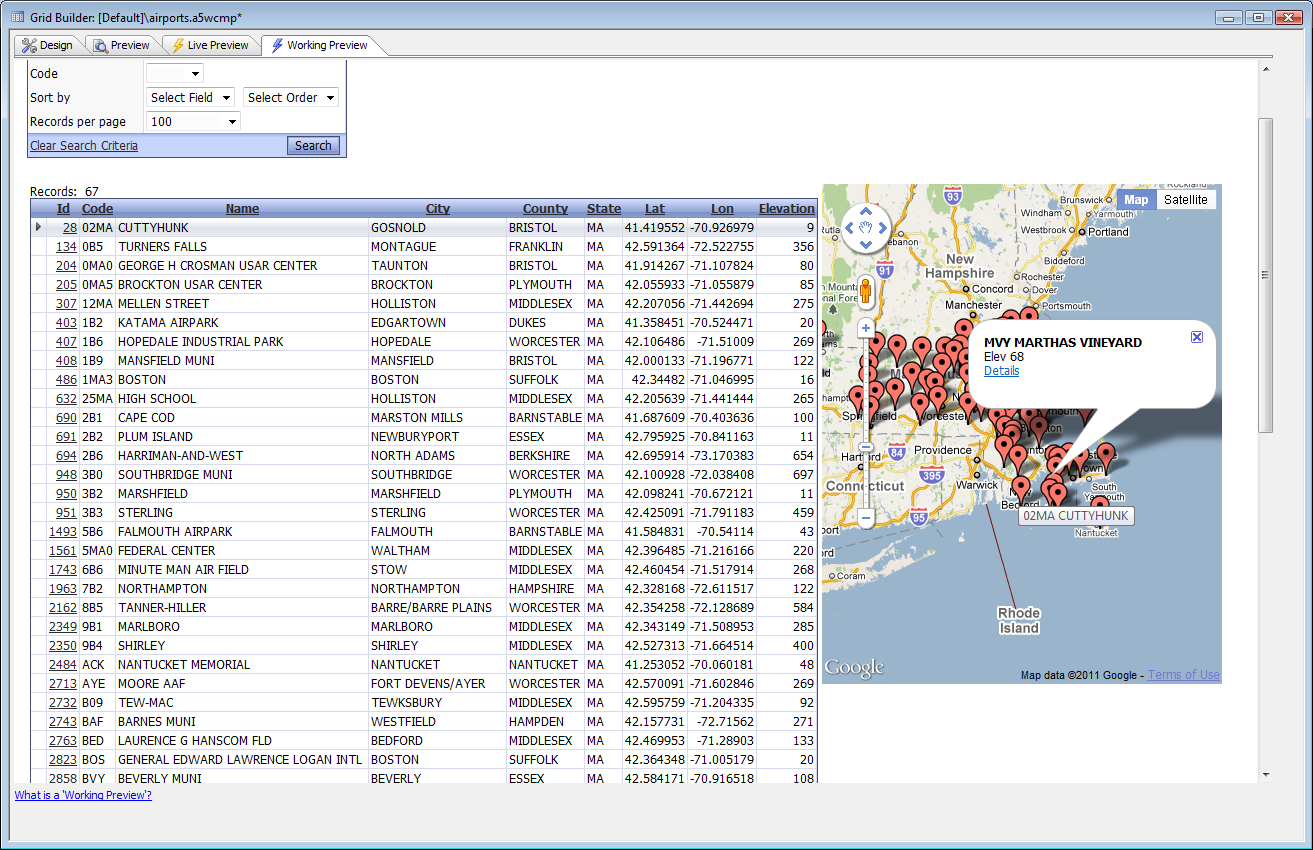 Grid Builder: [Default]\airports.a5wcmp*
Design Preview Live Preview Working Preview
Code
Sort by Select Field Select Order
Records per page 100
Clear Search Criteria Search
Records: 67
Id Code Name City County State Lat Lon Elevation
28 02MA CUTTYHUNK GOSNOLD BRISTOL MA 41.419552 -70.926979 9
134 0B5 TURNERS FALLS MONTAGUE FRANKLIN MA 42.591364 -72.522755 356
204 0MA0 GEORGE H CROSMAN USAR CENTER TAUNTON BRISTOL MA 41.914267 -71.107824 80
205 0MA5 BROCKTON USAR CENTER BROCKTON PLYMOUTH MA 42.055933 -71.055879 85
307 12MA MELLEN STREET HOLLISTON MIDDLESEX MA 42.207056 -71.442694 275
403 1B2 KATAMA AIRPARK EDGARTOWN DUKES MA 41.358451 -70.524471 20
407 1B6 HOPEDALE INDUSTRIAL PARK HOPEDALE WORCESTER MA 42.106486 -71.51009 269
408 1B9 MANSFIELD MUNI MANSFIELD BRISTOL MA 42.000133 -71.196771 122
486 1MA3 BOSTON BOSTON SUFFOLK MA 42.34482 -71.046995 16
632 25MA HIGH SCHOOL HOLLISTON MIDDLESEX MA 42.205639 -71.441444 265
690 2B1 CAPE COD MARSTON MILLS BARNSTABLE MA 41.687609 -70.403636 100
691 2B2 PLUM ISLAND NEWBURYPORT ESSEX MA 42.795925 -70.841163 11
694 2B6 HARRIMAN-AND-WEST NORTH ADAMS BERKSHIRE MA 42.695914 -73.170383 654
948 3B0 SOUTHBRIDGE MUNI SOUTHBRIDGE WORCESTER MA 42.100928 -72.038408 697
950 3B2 MARSHFIELD MARSHFIELD PLYMOUTH MA 42.098241 -70.672121 11
951 3B3 STERLING STERLING WORCESTER MA 42.425091 -71.791183 459
1493 5B6 FALMOUTH AIRPARK FALMOUTH BARNSTABLE MA 41.584831 -70.54114 43
1561 5MA0 FEDERAL CENTER WALTHAM MIDDLESEX MA 42.396485 -71.216166 220
1743 6B6 MINUTE MAN AIR FIELD STOW MIDDLESEX MA 42.460454 -71.517914 268
1963 7B2 NORTHAMPTON NORTHAMPTON HAMPSHIRE MA 42.328168 -72.611517 122
2162 8B5 TANNER-HILLER BARRE/BARRE PLAINS WORCESTER MA 42.354258 -72.128689 584
2349 9B1 MARLBORO MARLBORO MIDDLESEX MA 42.343149 -71.508953 285
2350 9B4 SHIRLEY SHIRLEY MIDDLESEX MA 42.527313 -71.664514 400
2484 ACK NANTUCKET MEMORIAL NANTUCKET NANTUCKET MA 41.253052 -70.060181 48
2713 AYE MOORE AAF FORT DEVENS/AYER WORCESTER MA 42.570091 -71.602846 269
2732 B09 TEW-MAC TEWKSBURY MIDDLESEX MA 42.595759 -71.204335 92
2743 BAF BARNES MUNI WESTFIELD HAMPDEN MA 42.157731 -72.71562 271
2763 BED LAURENCE G HANSCOM FLD BEDFORD MIDDLESEX MA 42.469953 -71.28903 133
2823 BOS GENERAL EDWARD LAWRENCE LOGAN INTL BOSTON SUFFOLK MA 42.364348 -71.005179 20
2858 BVY BEVERLY MUNI BEVERLY ESSEX MA 42.584171 -70.916518 108
What is a 'Working Preview'?
93
Brunswick
Map Satellite
Windham
Yarmouth
Westbrook
Portland
Biddeford
91
New
Hampshire
Rochester
Concord
Dover
Manchester
Portsmouth
MVY MARTHAS VINEYARD
Elev 68
Details
84
Providence
395
Warwick
South
Yarmouth
02MA CUTTYHUNK
95
Nantucket
Coram
Rhode
Island
Google
Map data ©2011 Google - Terms of Use